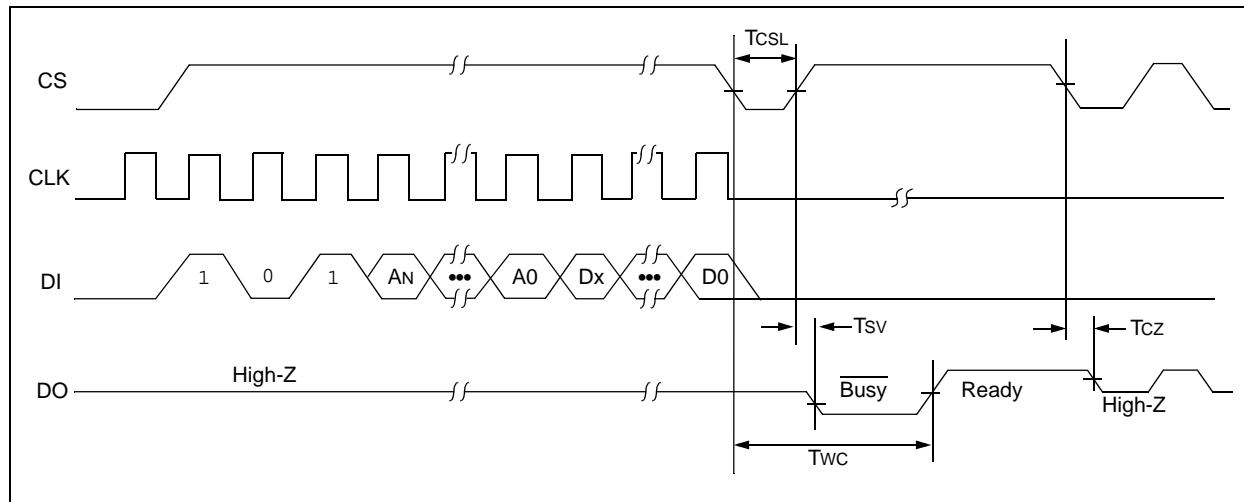 TCSL
CS
CLK
DI
1 0 1 AN ••• A0 Dx ••• D0
TSV
TCZ
DO
High-Z
Busy
Ready
High-Z
TWC